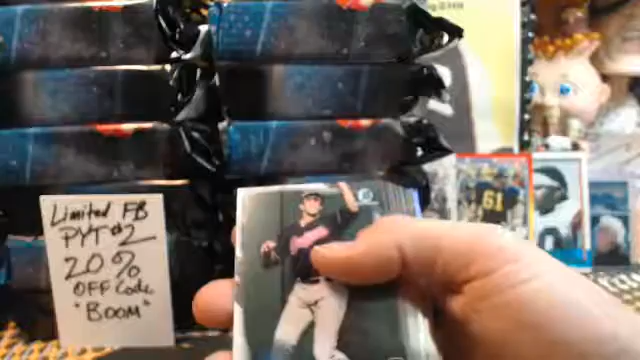 Limited FB
PYT #2
20%
OFF Code
"BOOM"
61